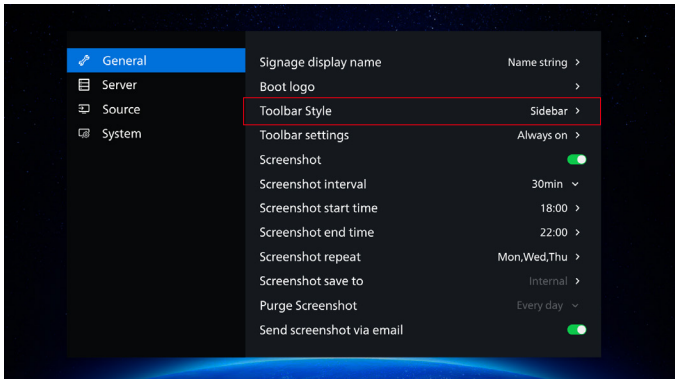 General
Server
Source
System
Signage display name Name string
Boot logo
Toolbar Style Sidebar
Toolbar settings Always on
Screenshot
Screenshot interval 30min
Screenshot start time 18:00
Screenshot end time 22:00
Screenshot repeat Mon,Wed,Thu
Screenshot save to Internal
Purge Screenshot Every day
Send screenshot via email